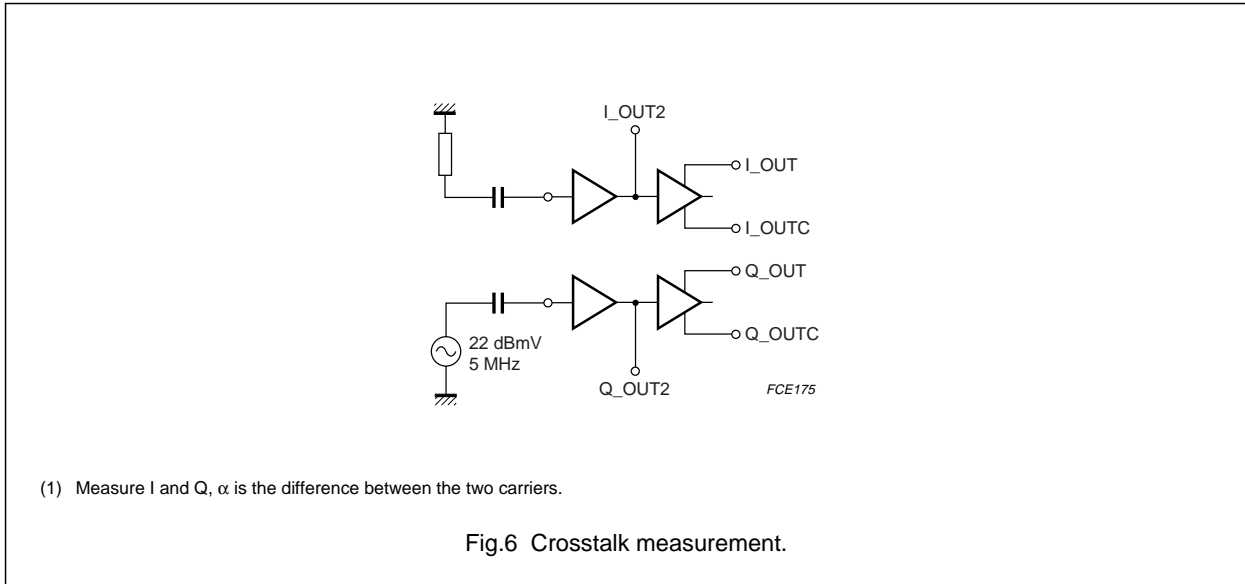 I_OUT2
I_OUT
I_OUTC
Q_OUT
Q_OUTC
22 dBmV
5 MHz
Q_OUT2
FCE175
(1) Measure I and Q, α is the difference between the two carriers.
Fig.6 Crosstalk measurement.